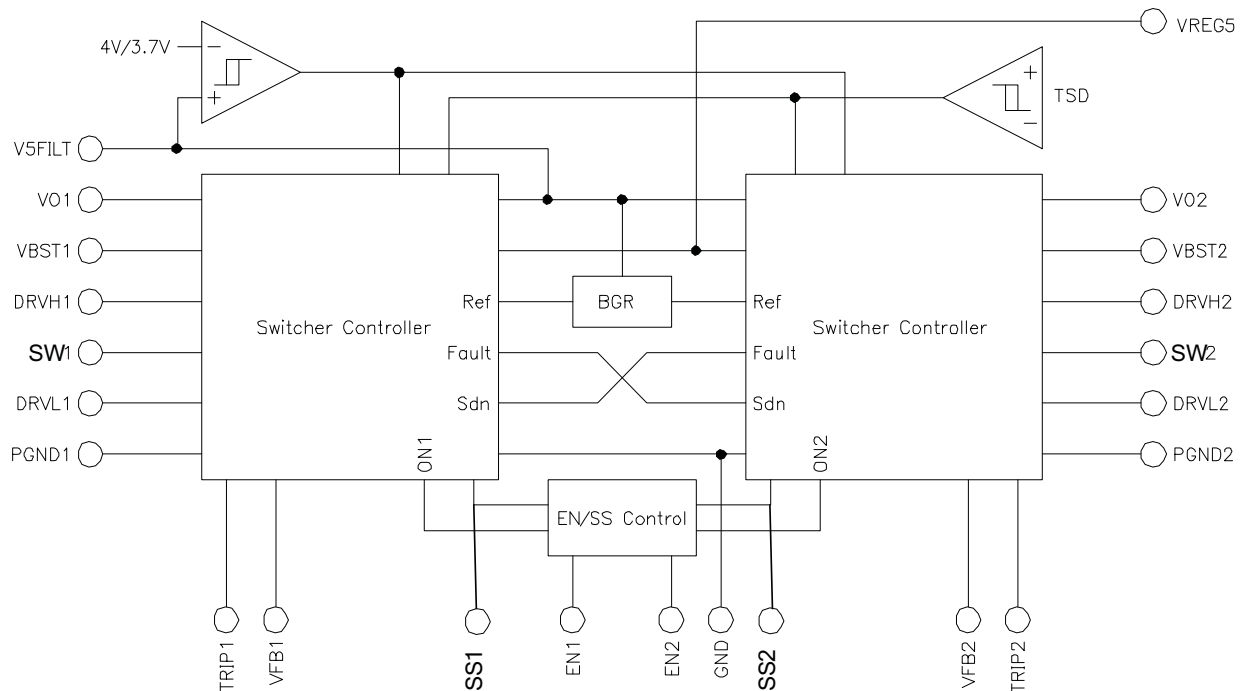 VREG5
4V/3.7V
−
+
+
−
TSD
V5FILT
VO1
VO2
VBST1
VBST2
DRVH1
Ref
BGR
Ref
DRVH2
Switcher Controller
Switcher Controller
SW1
Fault
Fault
SW2
DRVL1
Sdn
Sdn
DRVL2
PGND1
ON1
ON2
PGND2
EN/SS Control
TRIP1
VFB1
SS1
EN1
EN2
GND
SS2
VFB2
TRIP2